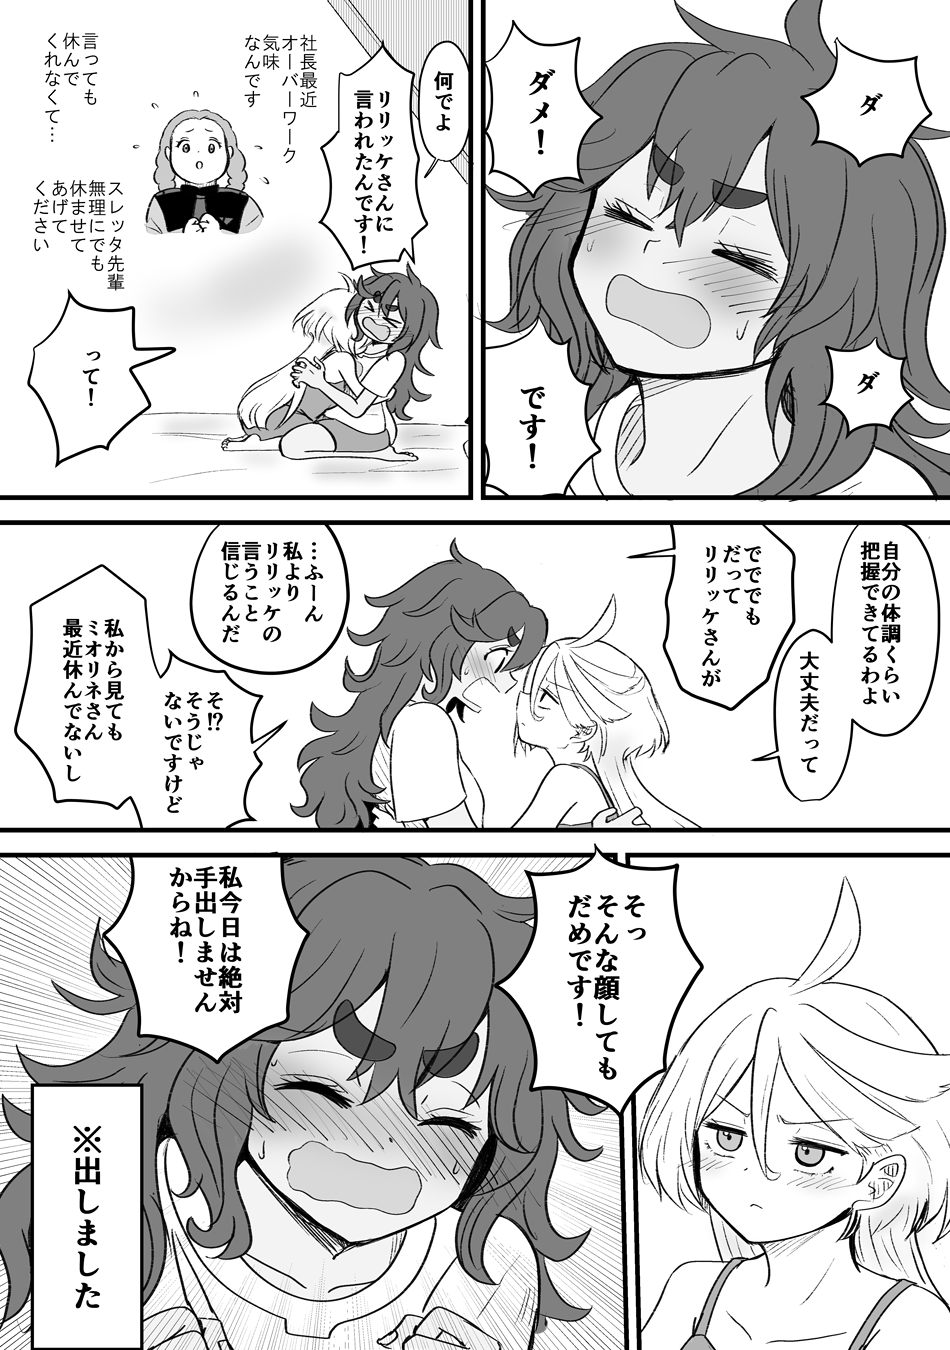 ダ
ダ
ダメ！
です！
何でよ
リリッケさんに
言われたんです！
社長最近
オーバーワーク
気味
なんです
言っても
休んで
くれなくて…
スレッタ先輩
無理にでも
休ませて
あげて
ください
って！
自分の体調くらい
把握できてるわよ
大丈夫だって
でででも
だって
リリッケさんが
…ふーん
私より
リリッケの
言うこと
信じるんだ
そ!?
そうじゃ
ないですけど
私から見ても
ミオリネさん
最近休んでないし
そっ
そんな顔しても
だめです！
私今日は絶対
手出しません
からね！
※出しました